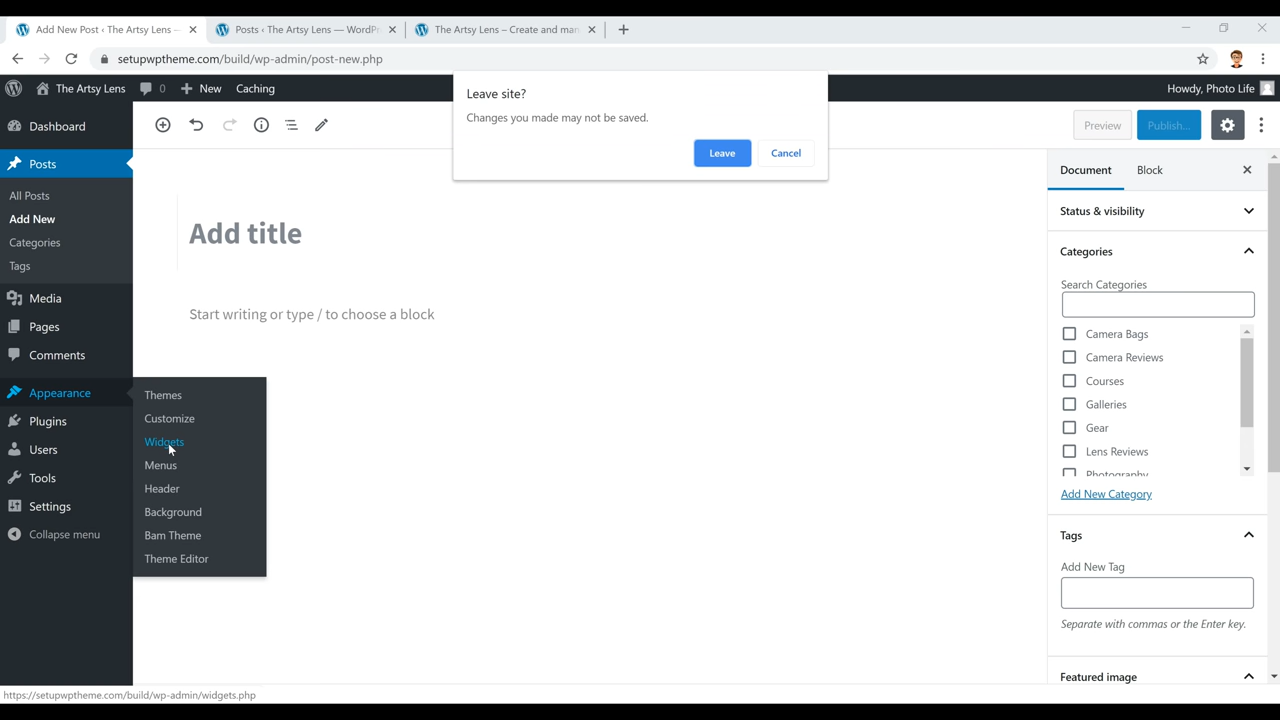 Add New Post ‹ The Artsy Lens —
Posts ‹ The Artsy Lens — WordP
The Artsy Lens – Create and man
setupwptheme.com/build/wp-admin/post-new.php
The Artsy Lens
0
New
Caching
Howdy, Photo Life
Leave site?
Changes you made may not be saved.
Leave
Cancel
Dashboard
Posts
All Posts
Add New
Categories
Tags
Media
Pages
Comments
Appearance
Plugins
Users
Tools
Settings
Collapse menu
Themes
Customize
Widgets
Menus
Header
Background
Bam Theme
Theme Editor
Preview
Publish...
Add title
Start writing or type / to choose a block
Document
Block
Status & visibility
Categories
Search Categories
Camera Bags
Camera Reviews
Courses
Galleries
Gear
Lens Reviews
Photography
Add New Category
Tags
Add New Tag
Separate with commas or the Enter key.
Featured image
https://setupwptheme.com/build/wp-admin/widgets.php